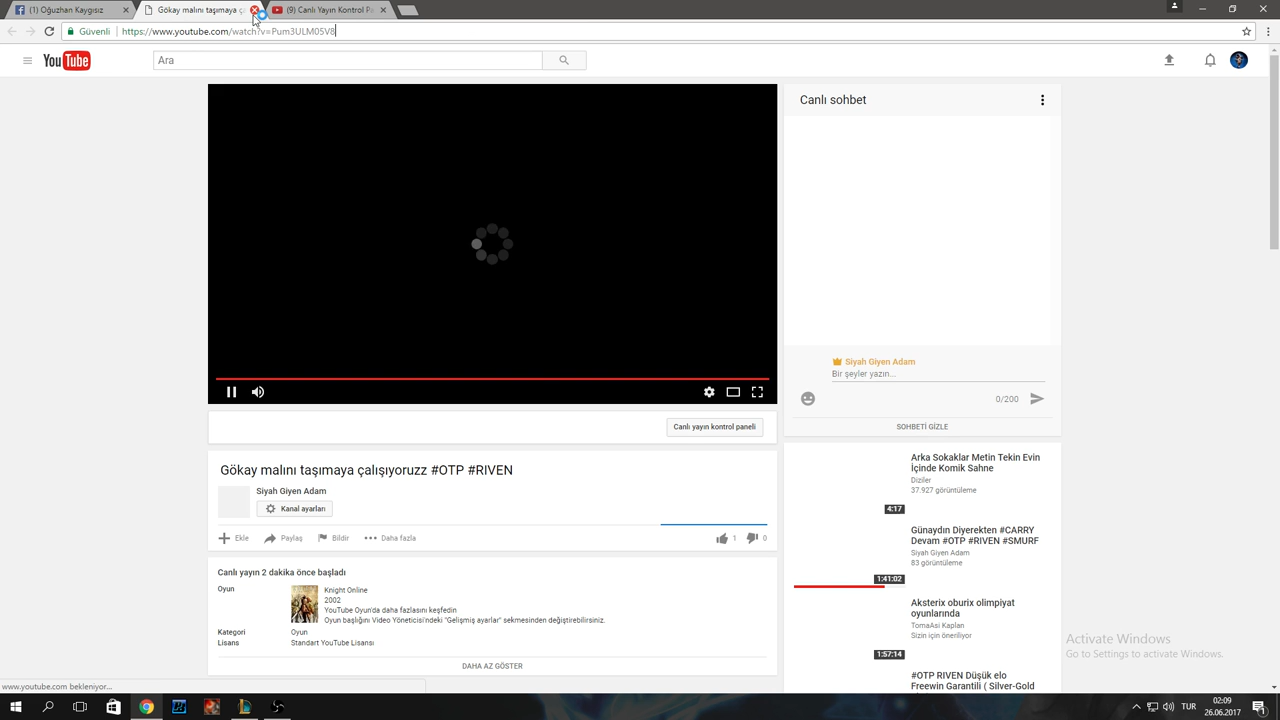 (1) Oğuzhan Kaygısız
Gökay malını taşımaya ç
(9) Canlı Yayın Kontrol P
Güvenli
https://www.youtube.com/watch?v=Pum3ULM05V8
YouTube
Ara
Canlı sohbet
Siyah Giyen Adam
Bir şeyler yazın...
0/200
SOHBETİ GİZLE
Canlı yayın kontrol paneli
Gökay malını taşımaya çalışıyoruzz #OTP #RIVEN
Siyah Giyen Adam
Kanal ayarları
Ekle
Paylaş
Bildir
Daha fazla
1
0
Canlı yayın 2 dakika önce başladı
Oyun
Knight Online
2002
YouTube Oyun'da daha fazlasını keşfedin
Oyun başlığını Video Yöneticisi'ndeki "Gelişmiş ayarlar" sekmesinden değiştirebilirsiniz.
Kategori
Oyun
Lisans
Standart YouTube Lisansı
DAHA AZ GÖSTER
Arka Sokaklar Metin Tekin Evin
İçinde Komik Sahne
Diziler
37.927 görüntüleme
4:17
Günaydın Diyerekten #CARRY
Devam #OTP #RIVEN #SMURF
Siyah Giyen Adam
83 görüntüleme
1:41:02
Aksterix oburix olimpiyat
oyunlarında
TomaAsi Kaplan
Sizin için öneriliyor
1:57:14
#OTP RIVEN Düşük elo
Freewin Garantili ( Silver-Gold
Activate Windows
Go to Settings to activate Windows.
www.youtube.com bekleniyor...
TUR
02:09
26.06.2017